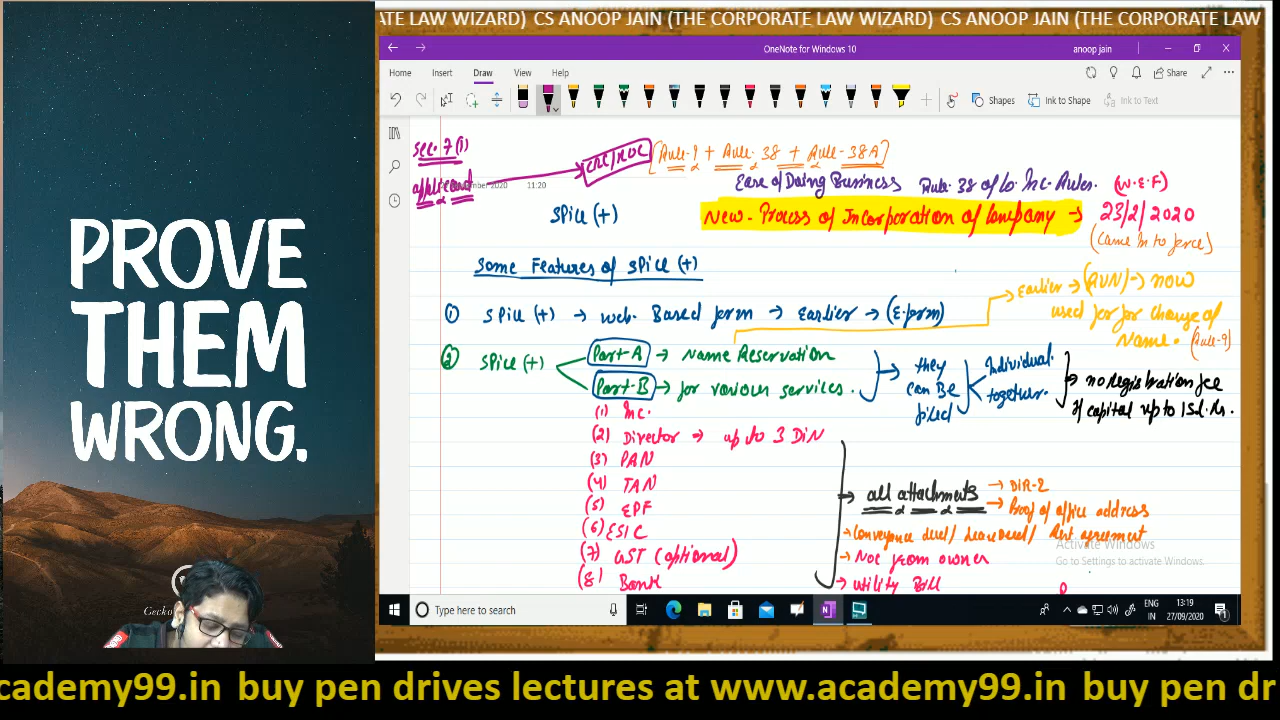 ATE LAW WIZARD) CS ANOOP JAIN (THE CORPORATE LAW WIZARD) CS ANOOP JAIN (THE CORPORATE LAW
OneNote for Windows 10
anoop jain
Home Insert Draw View Help
Share
Shapes
Ink to Shape
Ink to Text
PROVE
THEM
WRONG.
Sec. 7(1)
applicant
CRC/ROC
[Rule-9 + Rule-38 + Rule-38A]
2020 11:20
Ease of Doing Business Rule 38 of Co. Inc. Rules. (W.E.F)
SPice (+)
New-Process of Incorporation of Company → 23/2/2020
(Came in to force)
Some Features of SPice (+)
① SPice (+) → web-Based form → Earlier → (E-form)
Earlier → (RUN) → now
used for for Change of
Name. (Rule-9)
② SPice (+)
Part-A → Name Reservation
Part-B → for various services.
they
can Be
filed
Individual
together.
→ no Registration fee
if capital up to 15L Rs.
(1) Inc.
(2) Director → up to 3 DIN
(3) PAN
(4) TAN
(5) EPF
(6) ESIC
(7) GST (optional)
(8) Bank
→ all attachments
→ DIR-2
→ Proof of office address
→ Conveyance deed/ Lease deed/ Rent agreement
→ Noc from owner
→ utility Bill
Activate Windows
Go to Settings to activate Windows.
Type here to search
ENG
IN
13:19
27/09/2020
cademy99.in buy pen drives lectures at www.academy99.in buy pen dr